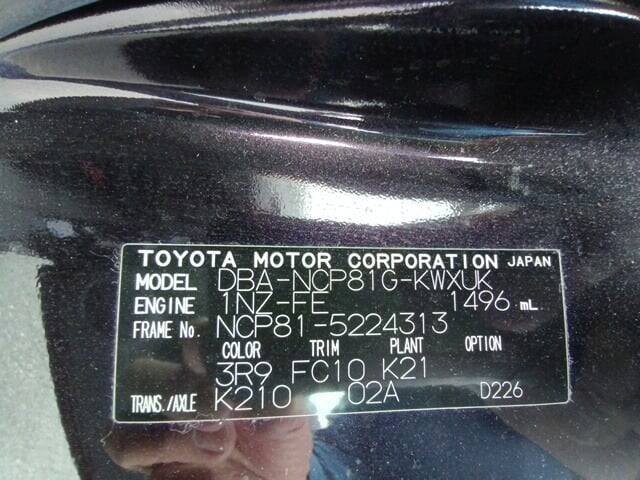 TOYOTA MOTOR CORPORATION JAPAN
MODEL DBA-NCP81G-KWXUK
ENGINE 1NZ-FE 1496 mL
FRAME No. NCP81-5224313
COLOR TRIM PLANT OPTION
3R9 FC10 K21
TRANS./AXLE K210 02A D226